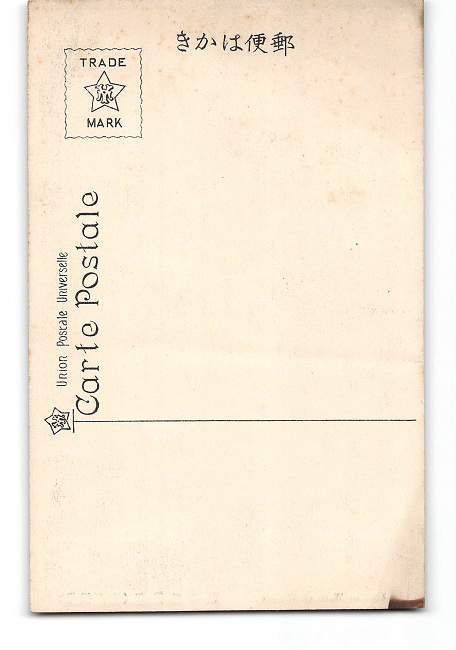 きかは便郵
TRADE
MARK
Union Postale Universelle
Carte Postale